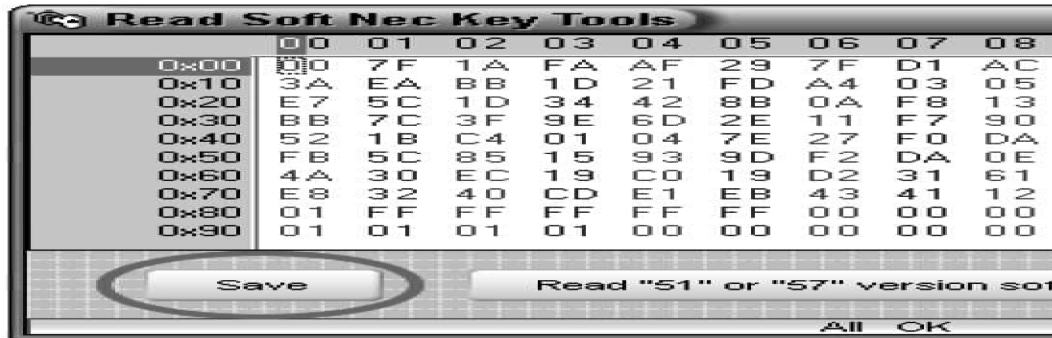 Read Soft Nec Key Tools
00 01 02 03 04 05 06 07 08
0x00 00 7F 1A FA AF 29 7F D1 AC
0x10 3A EA BB 1D 21 FD A4 03 05
0x20 E7 5C 1D 34 42 8B 0A F8 13
0x30 BB 7C 3F 9E 6D 2E 11 F7 90
0x40 52 1B C4 01 04 7E 27 F0 DA
0x50 FB 5C 85 15 93 9D F2 DA 0E
0x60 4A 30 EC 19 C0 19 D2 31 61
0x70 E8 32 40 CD E1 EB 43 41 12
0x80 01 FF FF FF FF FF 00 00 00
0x90 01 01 01 01 00 00 00 00 00
Save Read "51" or "57" version sof
All OK